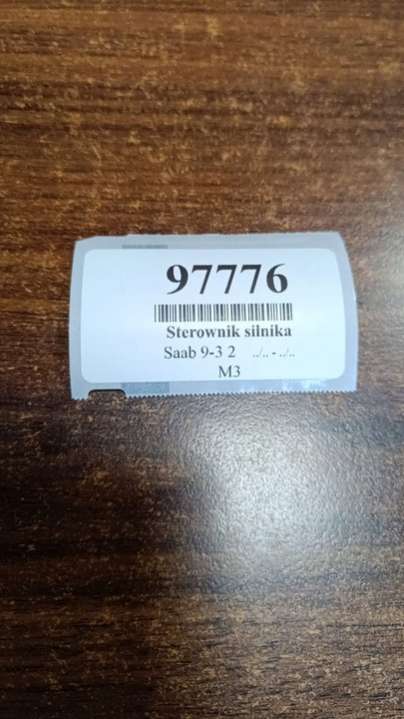 97776
Sterownik silnika
Saab 9-3 2 ../.. - ../..
M3